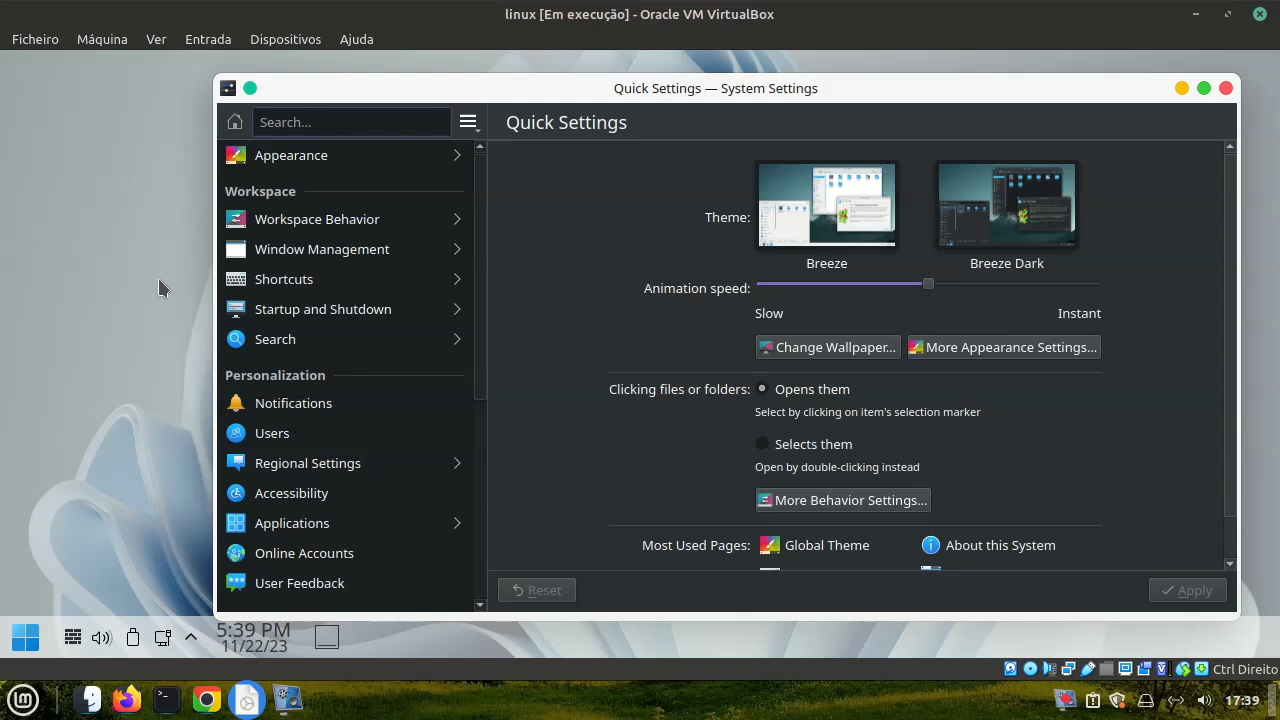 linux [Em execução] - Oracle VM VirtualBox
Ficheiro Máquina Ver Entrada Dispositivos Ajuda
Quick Settings — System Settings
Search...
Quick Settings
Appearance
Workspace
Workspace Behavior
Window Management
Shortcuts
Startup and Shutdown
Search
Personalization
Notifications
Users
Regional Settings
Accessibility
Applications
Online Accounts
User Feedback
Theme:
Breeze Breeze Dark
Animation speed:
Slow Instant
Change Wallpaper... More Appearance Settings...
Clicking files or folders: Opens them
Select by clicking on item's selection marker
Selects them
Open by double-clicking instead
More Behavior Settings...
Most Used Pages: Global Theme About this System
Reset Apply
5:39 PM
11/22/23
Ctrl Direito
17:39